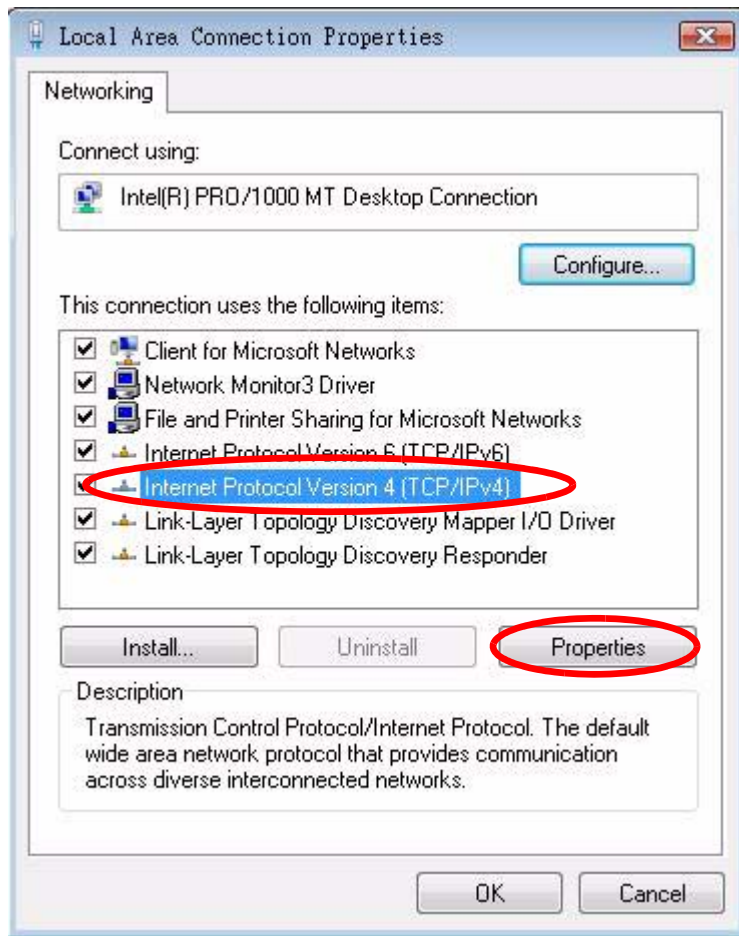 Local Area Connection Properties
Networking
Connect using:
Intel(R) PRO/1000 MT Desktop Connection
Configure...
This connection uses the following items:
Client for Microsoft Networks
Network Monitor3 Driver
File and Printer Sharing for Microsoft Networks
Internet Protocol Version 6 (TCP/IPv6)
Internet Protocol Version 4 (TCP/IPv4)
Link-Layer Topology Discovery Mapper I/O Driver
Link-Layer Topology Discovery Responder
Install... Uninstall Properties
Description
Transmission Control Protocol/Internet Protocol. The default
wide area network protocol that provides communication
across diverse interconnected networks.
OK Cancel